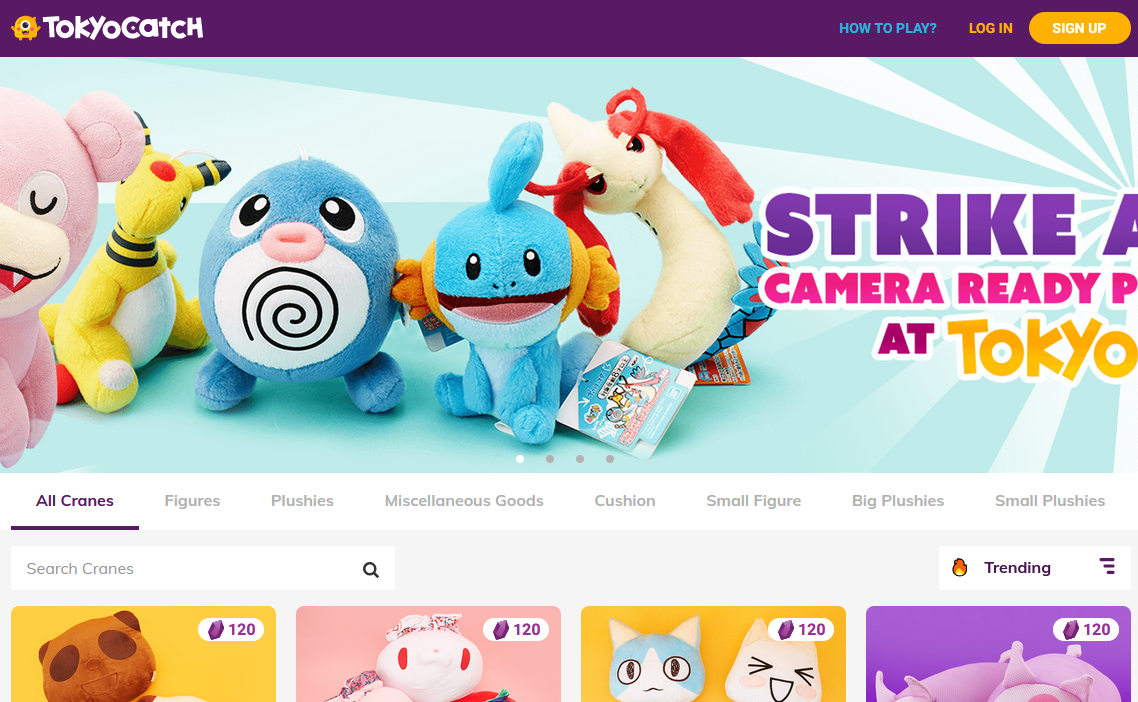 TOKYOCATCH
HOW TO PLAY?
LOG IN
SIGN UP
STRIKE A
CAMERA READY P
AT TOKYO
All Cranes
Figures
Plushies
Miscellaneous Goods
Cushion
Small Figure
Big Plushies
Small Plushies
Search Cranes
Trending
120
120
120
120